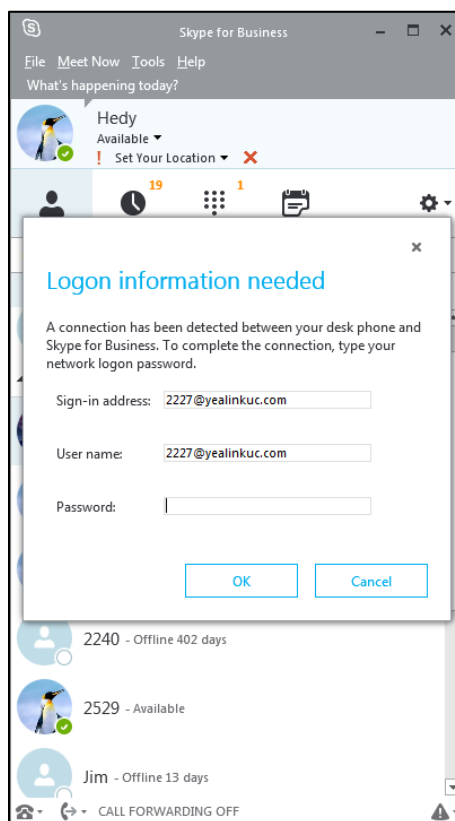 Skype for Business
File Meet Now Tools Help
What's happening today?
Hedy
Available
! Set Your Location
19
1
Logon information needed
A connection has been detected between your desk phone and
Skype for Business. To complete the connection, type your
network logon password.
Sign-in address: 2227@yealinkuc.com
User name: 2227@yealinkuc.com
Password:
OK Cancel
2240 - Offline 402 days
2529 - Available
Jim - Offline 13 days
CALL FORWARDING OFF